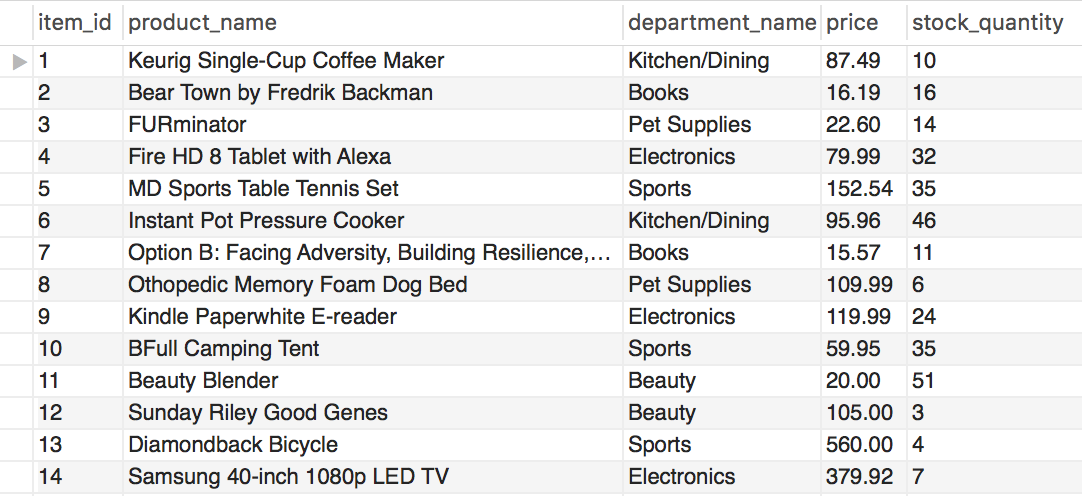 item_id product_name department_name price stock_quantity
1 Keurig Single-Cup Coffee Maker Kitchen/Dining 87.49 10
2 Bear Town by Fredrik Backman Books 16.19 16
3 FURminator Pet Supplies 22.60 14
4 Fire HD 8 Tablet with Alexa Electronics 79.99 32
5 MD Sports Table Tennis Set Sports 152.54 35
6 Instant Pot Pressure Cooker Kitchen/Dining 95.96 46
7 Option B: Facing Adversity, Building Resilience,... Books 15.57 11
8 Othopedic Memory Foam Dog Bed Pet Supplies 109.99 6
9 Kindle Paperwhite E-reader Electronics 119.99 24
10 BFull Camping Tent Sports 59.95 35
11 Beauty Blender Beauty 20.00 51
12 Sunday Riley Good Genes Beauty 105.00 3
13 Diamondback Bicycle Sports 560.00 4
14 Samsung 40-inch 1080p LED TV Electronics 379.92 7